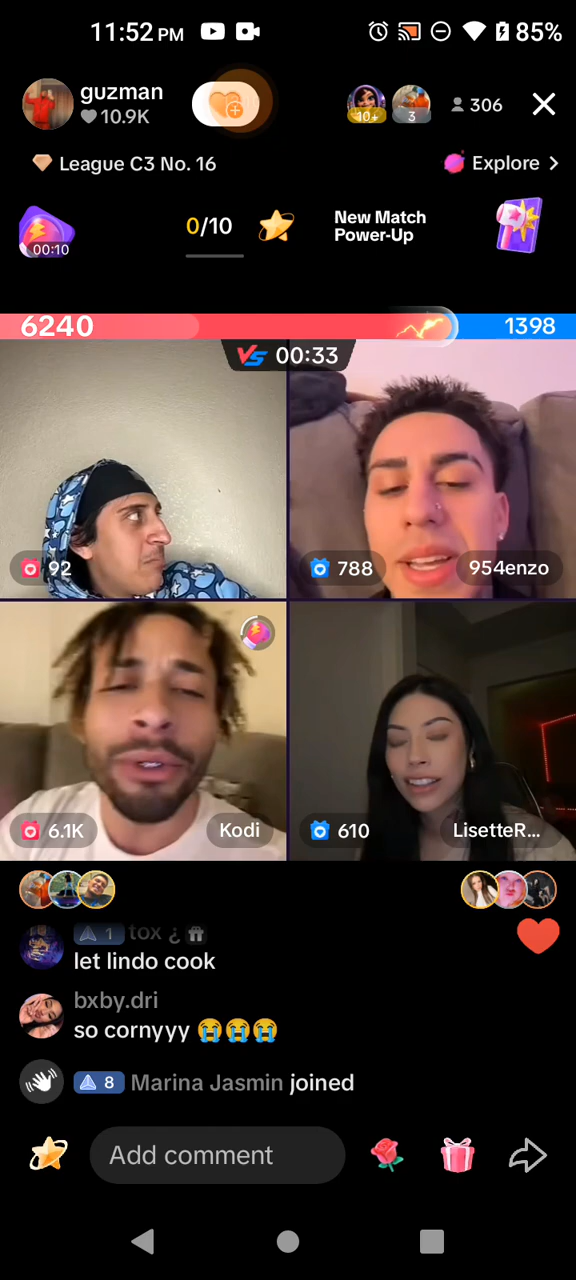 11:52 PM
85%
guzman
10.9K
10+
3
306
League C3 No. 16
Explore
00:10
0/10
New Match
Power-Up
6240
1398
VS 00:33
92
788
954enzo
6.1K
Kodi
610
LisetteR...
1 tox ¿
let lindo cook
bxby.dri
so cornyyy 😭😭😭
8 Marina Jasmin joined
Add comment